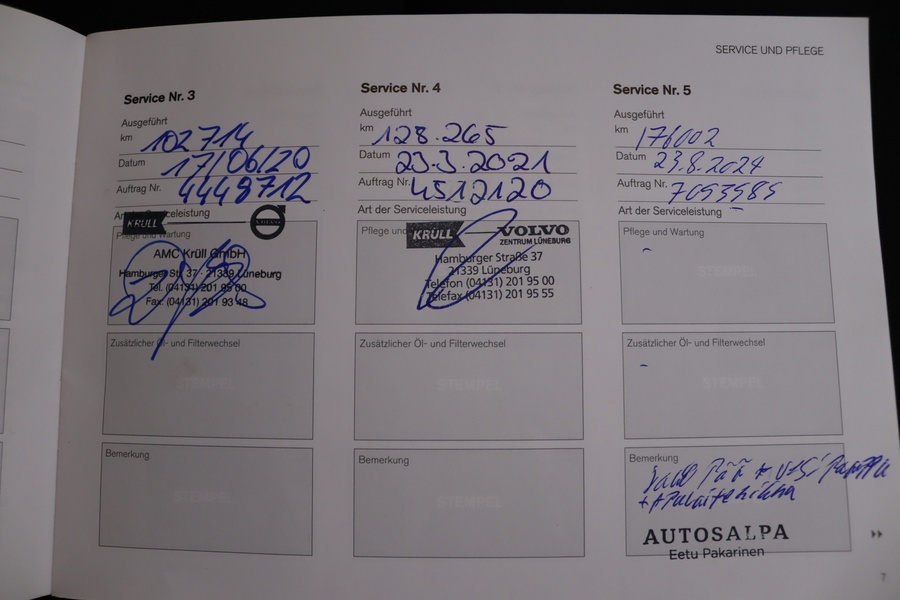 SERVICE UND PFLEGE
Service Nr. 3
Ausgeführt
km 102714
Datum 17/06/20
Auftrag Nr. 4449712
Art der Serviceleistung
KRÜLL VOLVO
Pflege und Wartung
AMC Krüll GmbH
Hamburger Str. 37 - 21339 Lüneburg
Tel. (04131) 201 95 00
Fax. (04131) 201 93 48
Zusätzlicher Öl- und Filterwechsel
STEMPEL
Bemerkung
STEMPEL
Service Nr. 4
Ausgeführt
km 128.265
Datum 23.3.2021
Auftrag Nr. 4512120
Art der Serviceleistung
Pflege und
KRÜLL VOLVO
ZENTRUM LÜNEBURG
Hamburger Straße 37
21339 Lüneburg
Telefon (04131) 201 95 00
Telefax (04131) 201 95 55
Zusätzlicher Öl- und Filterwechsel
STEMPEL
Bemerkung
STEMPEL
Service Nr. 5
Ausgeführt
km 176002
Datum 23.8.2024
Auftrag Nr. 7053985
Art der Serviceleistung -
Pflege und Wartung
-
STEMPEL
Zusätzlicher Öl- und Filterwechsel
-
STEMPEL
Bemerkung
AUTOSALPA
Eetu Pakarinen
7